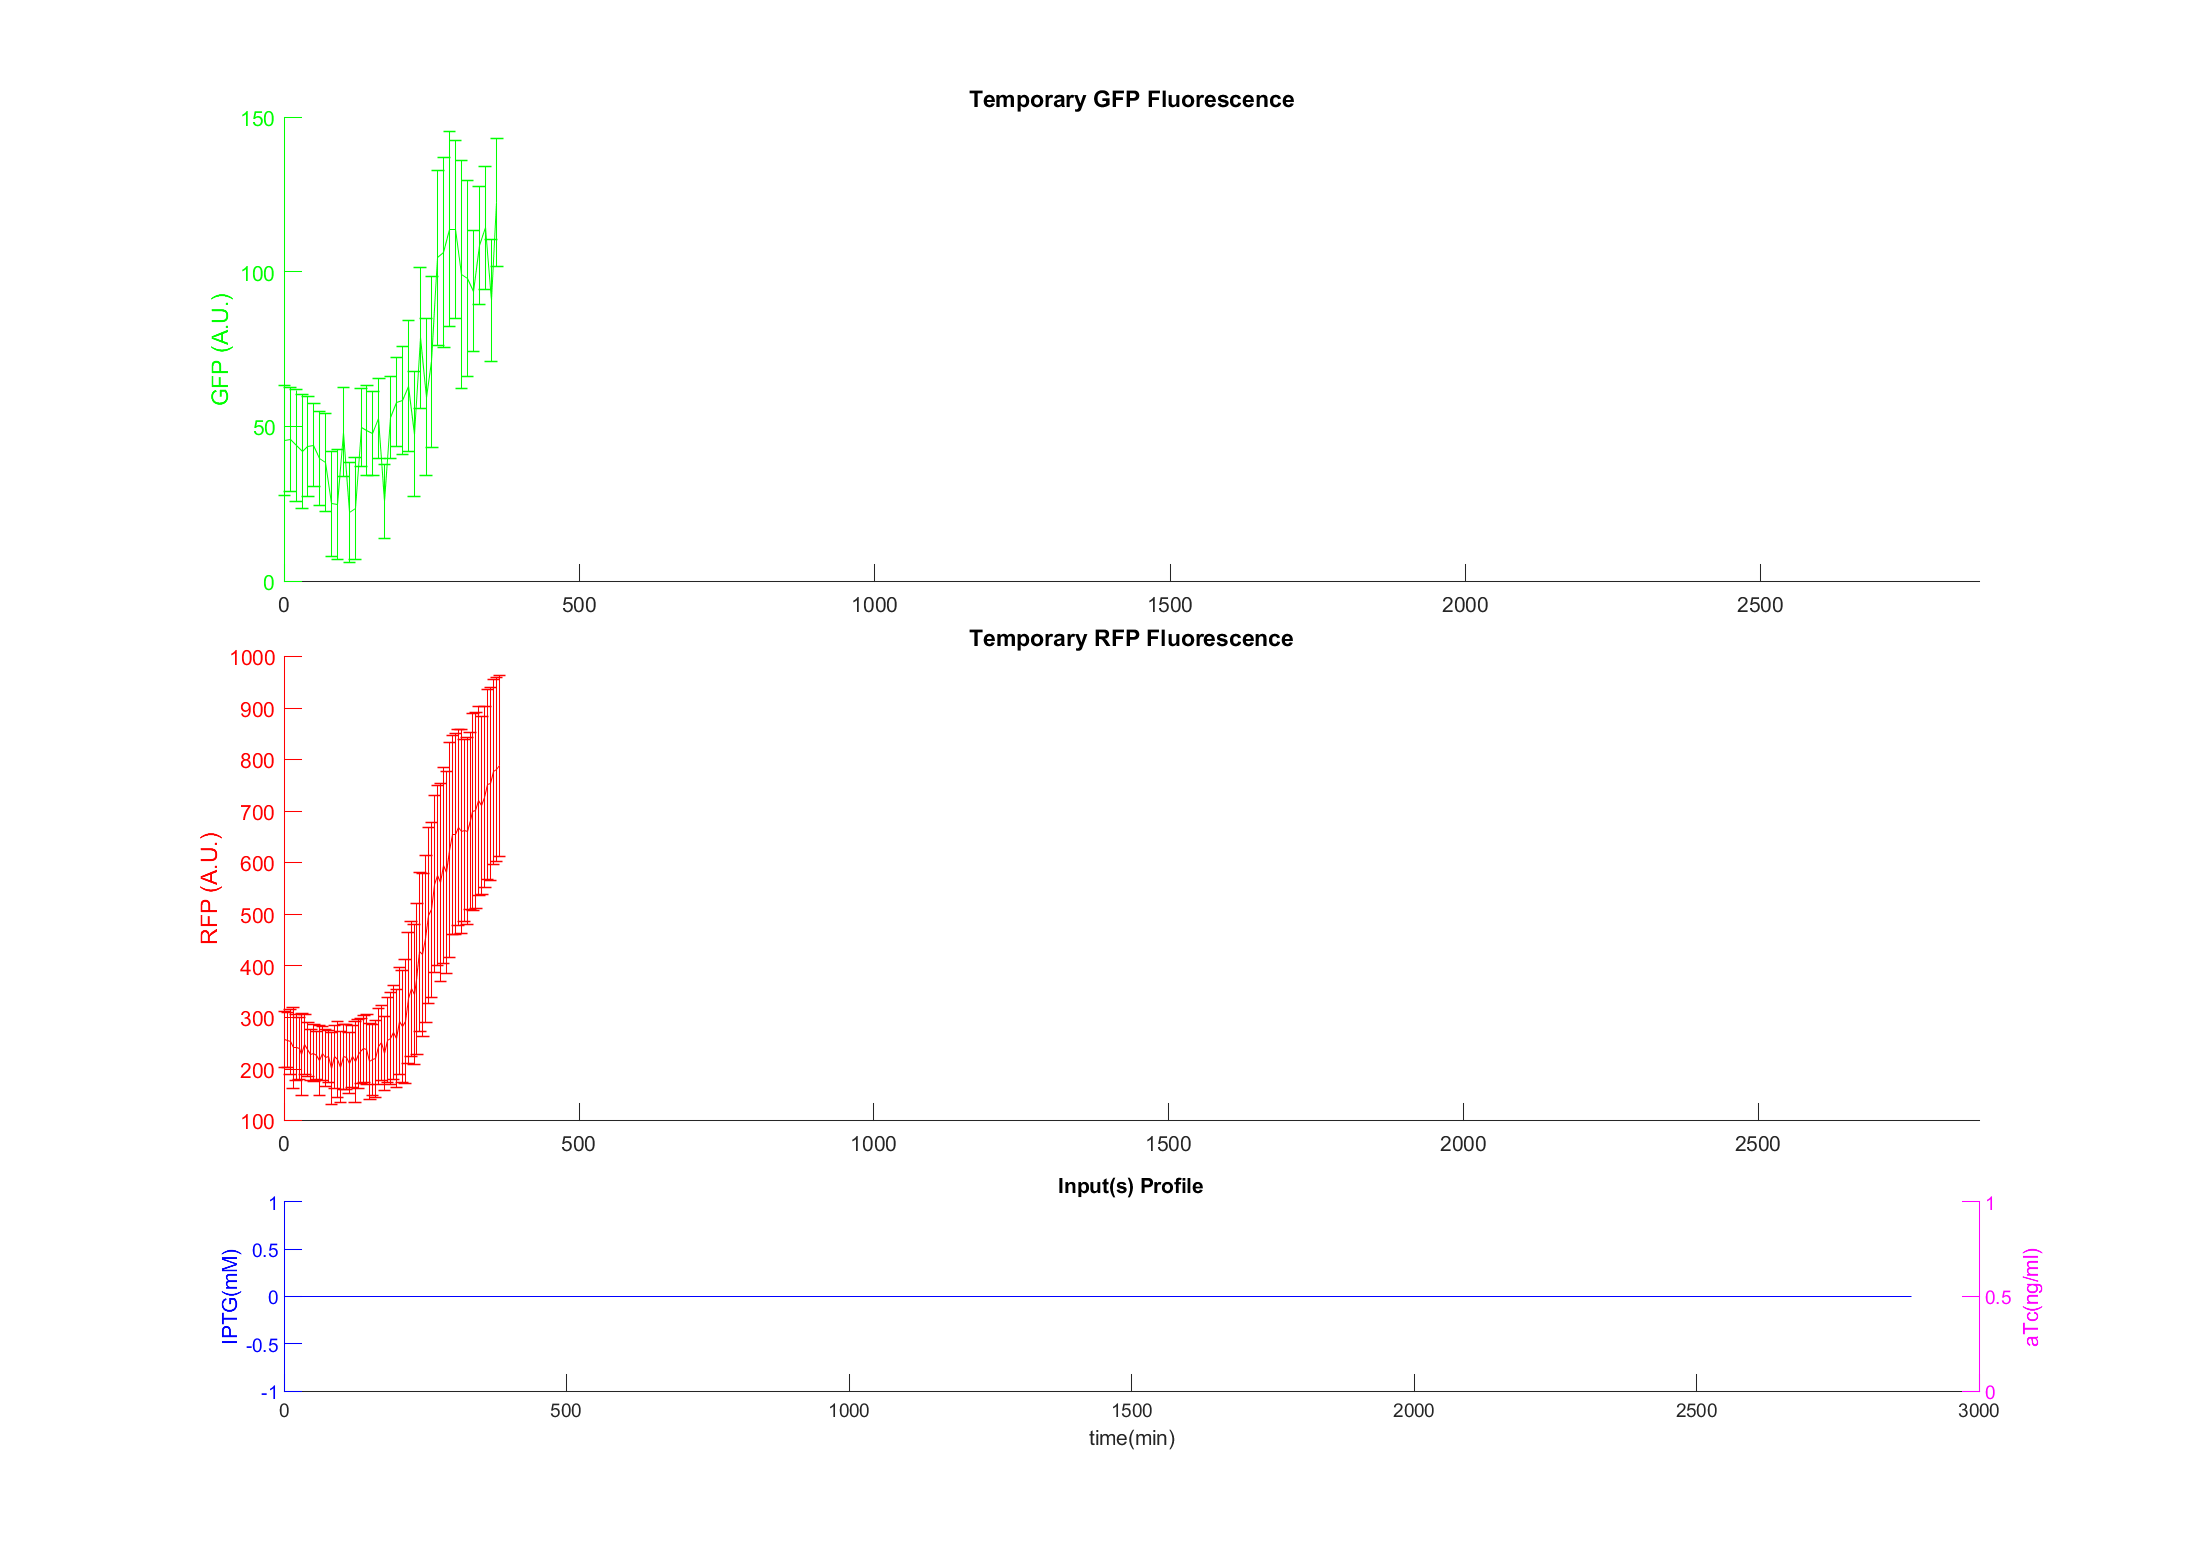 Temporary GFP Fluorescence
150
100
50
0
GFP (A.U.)
0 500 1000 1500 2000 2500
Temporary RFP Fluorescence
1000
900
800
700
600
500
400
300
200
100
RFP (A.U.)
0 500 1000 1500 2000 2500
Input(s) Profile
1
0.5
0
-0.5
-1
IPTG(mM)
1
0.5
0
aTc(ng/ml)
0 500 1000 1500 2000 2500 3000
time(min)